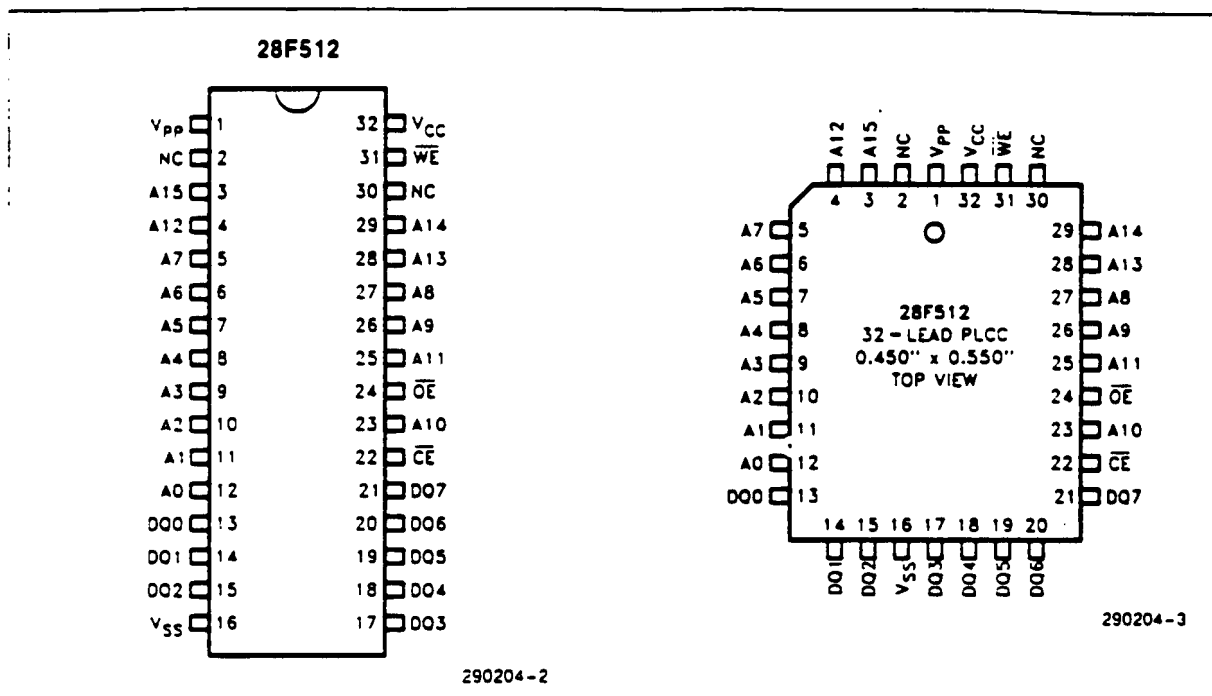 28F512
VPP 1 32 VCC
NC 2 31 W̅E̅
A15 3 30 NC
A12 4 29 A14
A7 5 28 A13
A6 6 27 A8
A5 7 26 A9
A4 8 25 A11
A3 9 24 O̅E̅
A2 10 23 A10
A1 11 22 C̅E̅
A0 12 21 DQ7
DQ0 13 20 DQ6
DQ1 14 19 DQ5
DQ2 15 18 DQ4
VSS 16 17 DQ3
290204-2
A12 A15 NC VPP VCC W̅E̅ NC
4 3 2 1 32 31 30
A7 5 29 A14
A6 6 28 A13
A5 7 27 A8
A4 8 26 A9
A3 9 25 A11
A2 10 24 O̅E̅
A1 11 23 A10
A0 12 22 C̅E̅
DQ0 13 21 DQ7
28F512
32-LEAD PLCC
0.450" x 0.550"
TOP VIEW
14 15 16 17 18 19 20
DQ1 DQ2 VSS DQ3 DQ4 DQ5 DQ6
290204-3